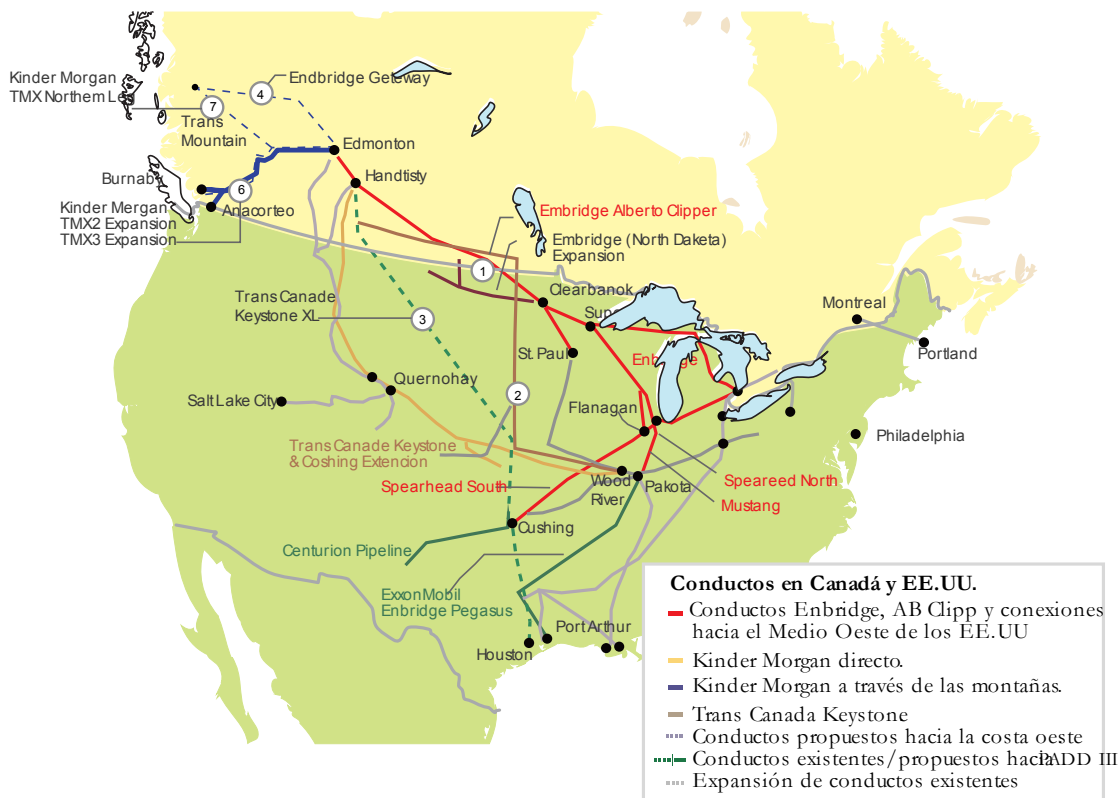 Kinder Morgan
TMX Northern Le
4
Endbridge Geteway
7
Trans
Mountain
Edmonton
Handtisty
Burnab
6
Anacorteo
Kinder Mergan
TMX2 Expansion
TMX3 Expansion
Embridge Alberto Clipper
Embridge (North Daketa)
Expansion
1
Clearbanok
Sup
Trans Canade
Keystone XL
3
St. Paul
Enbridge
Montreal
Portland
Quernohay
Salt Lake City
2
Flanagan
Philadelphia
Trans Canade Keystone
& Coshing Extencion
Spearhead South
Wood
River
Pakota
Speareed North
Mustang
Cushing
Centurion Pipeline
ExxonMobil
Enbridge Pegasus
Port Arthur
Houston
Conductos en Canadá y EE.UU.
Conductos Enbridge, AB Clipp y conexiones
hacia el Medio Oeste de los EE.UU
Kinder Morgan directo.
Kinder Morgan a través de las montañas.
Trans Canada Keystone
Conductos propuestos hacia la costa oeste
Conductos existentes/propuestos hacia PADD III
Expansión de conductos existentes